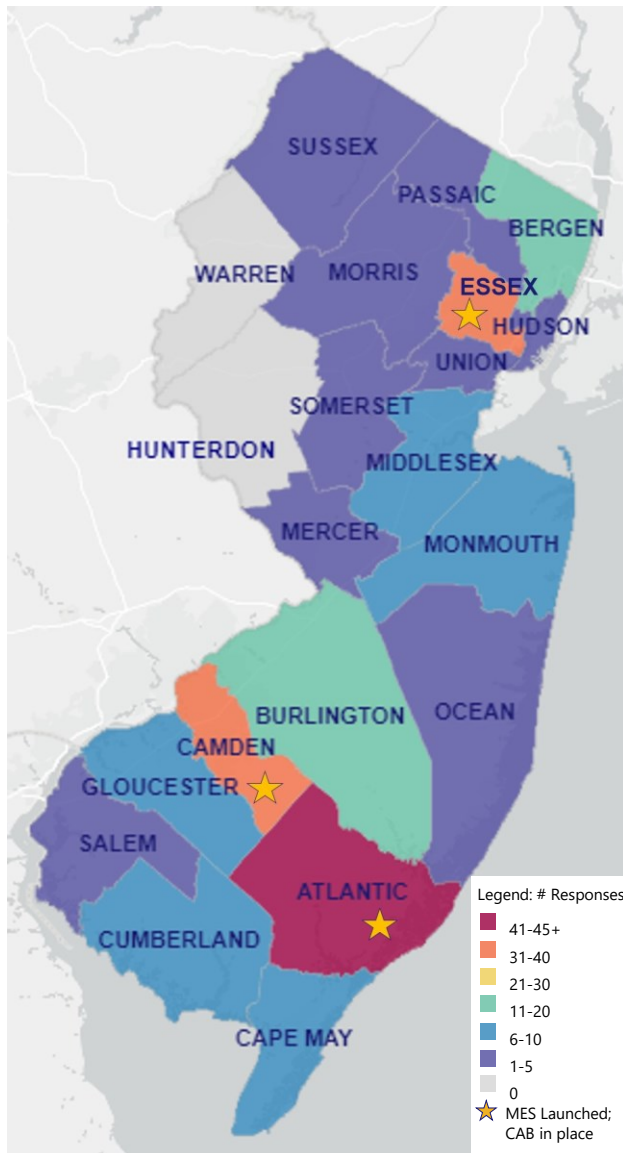 SUSSEX
PASSAIC
BERGEN
WARREN
MORRIS
ESSEX
HUDSON
UNION
SOMERSET
HUNTERDON
MIDDLESEX
MERCER
MONMOUTH
BURLINGTON
OCEAN
CAMDEN
GLOUCESTER
SALEM
ATLANTIC
CUMBERLAND
CAPE MAY
Legend: # Responses
41-45+
31-40
21-30
11-20
6-10
1-5
0
MES Launched;
CAB in place